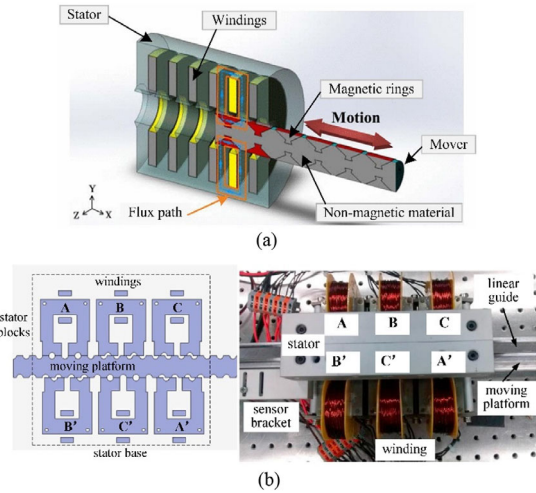 Stator
Windings
Magnetic rings
Motion
Mover
Y
Z
X
Flux path
Non-magnetic material
(a)
windings
stator
blocks
A
B
C
moving platform
B'
C'
A'
stator base
A
B
C
stator
B'
C'
A'
linear
guide
moving
platform
sensor
bracket
winding
(b)